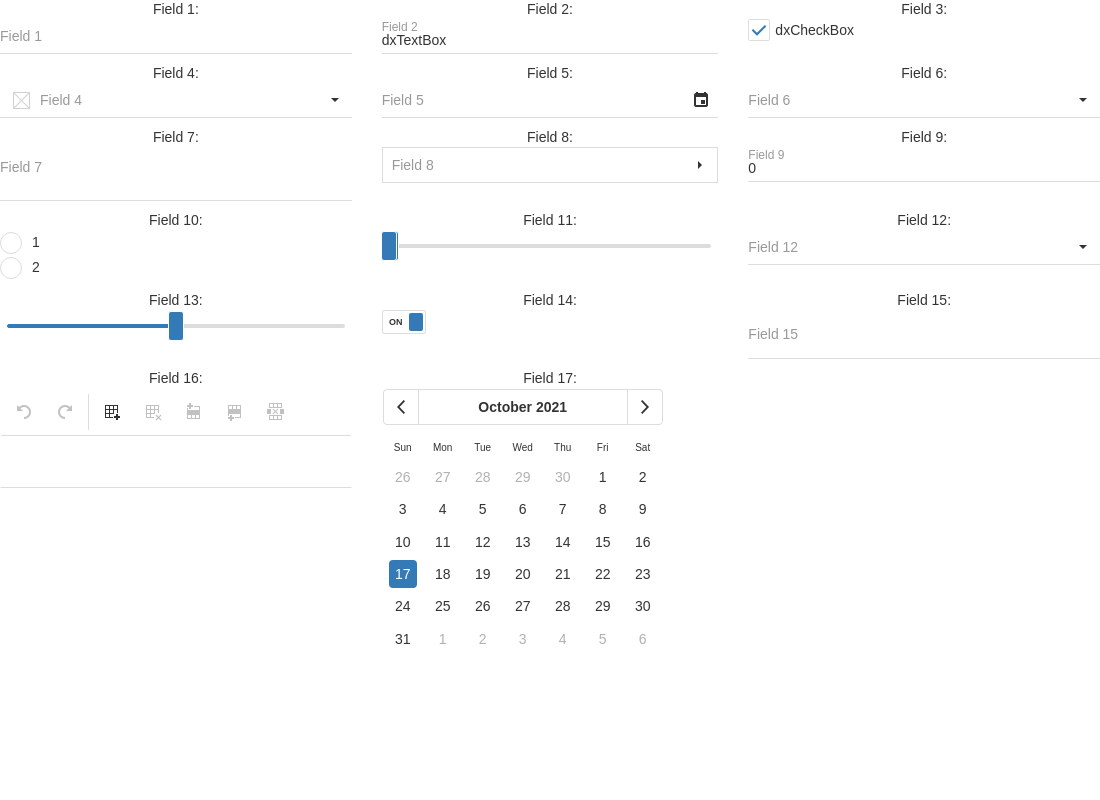 Field 1:
Field 1
Field 2:
Field 2
dxTextBox
Field 3:
dxCheckBox
Field 4:
Field 4
Field 5:
Field 5
Field 6:
Field 6
Field 7:
Field 7
Field 8:
Field 8
Field 9:
Field 9
0
Field 10:
1
2
Field 11:
Field 12:
Field 12
Field 13:
Field 14:
ON
Field 15:
Field 15
Field 16:
Field 17:
October 2021
Sun Mon Tue Wed Thu Fri Sat
26 27 28 29 30 1 2
3 4 5 6 7 8 9
10 11 12 13 14 15 16
17 18 19 20 21 22 23
24 25 26 27 28 29 30
31 1 2 3 4 5 6